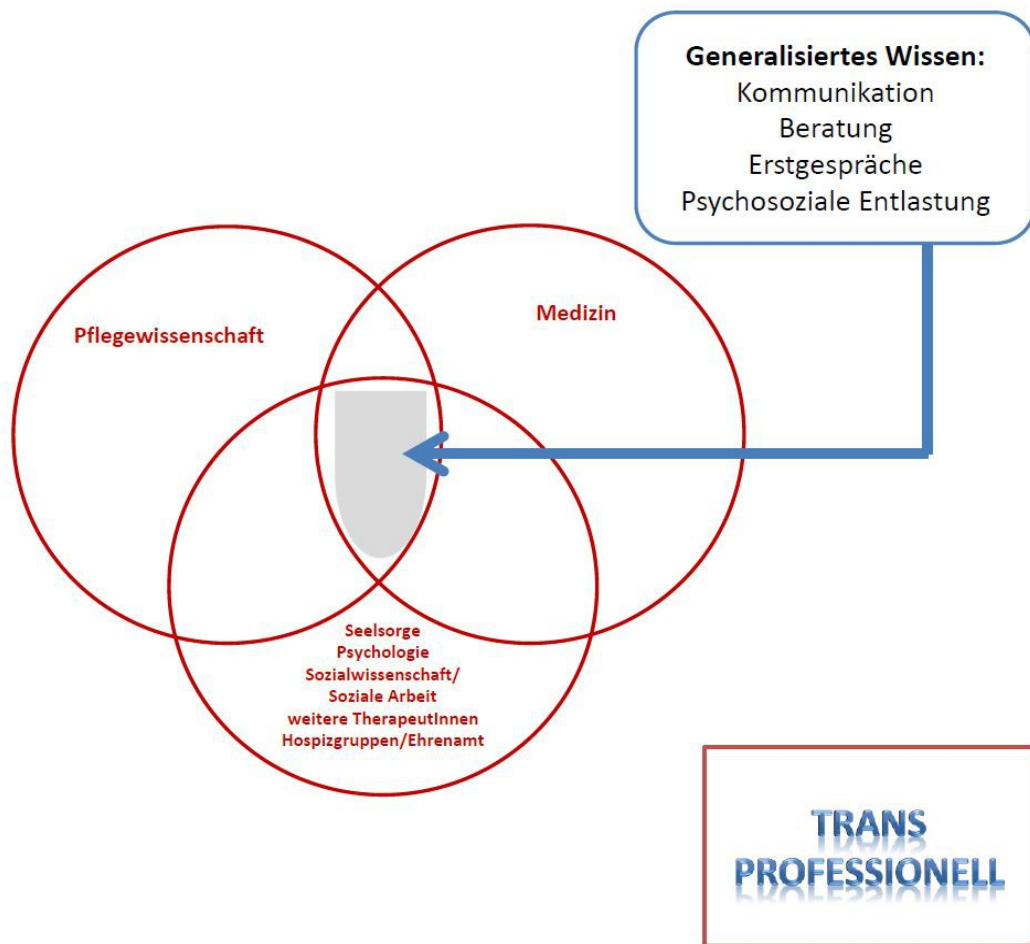 Generalisiertes Wissen:
Kommunikation
Beratung
Erstgespräche
Psychosoziale Entlastung
Pflegewissenschaft
Medizin
Seelsorge
Psychologie
Sozialwissenschaft/
Soziale Arbeit
weitere TherapeutInnen
Hospizgruppen/Ehrenamt
TRANS
PROFESSIONELL